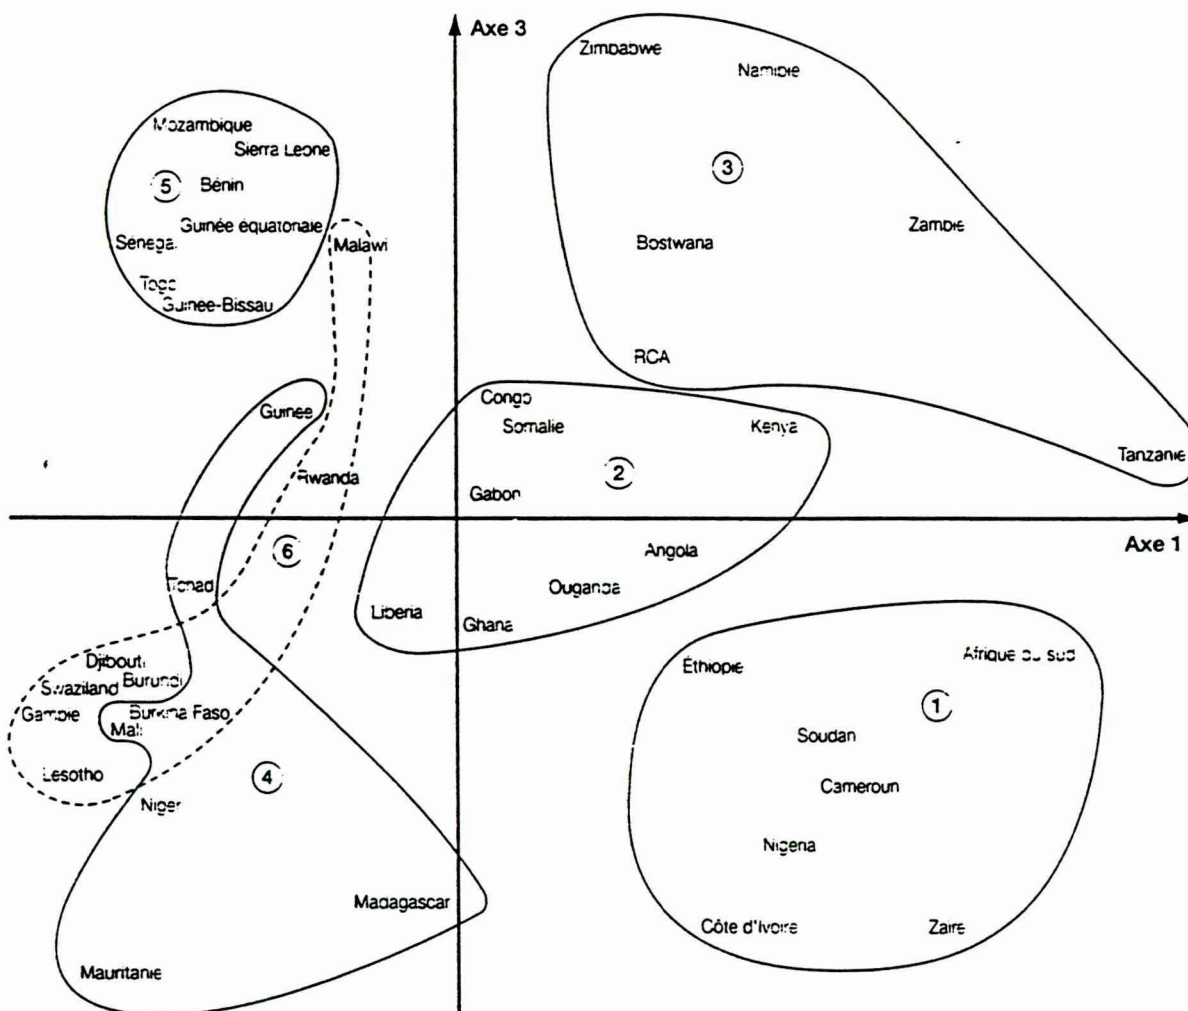 Axe 3
Zimbabwe
Namibie
Mozambique
Sierra Leone
3
5
Bénin
Guinée équatoriale
Zambie
Sénégal
Malawi
Bostwana
Togo
Guinée-Bissau
RCA
Congo
Guinée
Somalie
Kenya
Tanzanie
Rwanda
2
Gabon
Axe 1
6
Angola
Tchad
Ouganda
Liberia
Ghana
Djibouti
Éthiopie
Afrique du sud
Swaziland
Burundi
Gambie
Burkina Faso
1
Mali
Soudan
Lesotho
4
Cameroun
Niger
Nigeria
Madagascar
Côte d'Ivoire
Zaire
Mauritanie